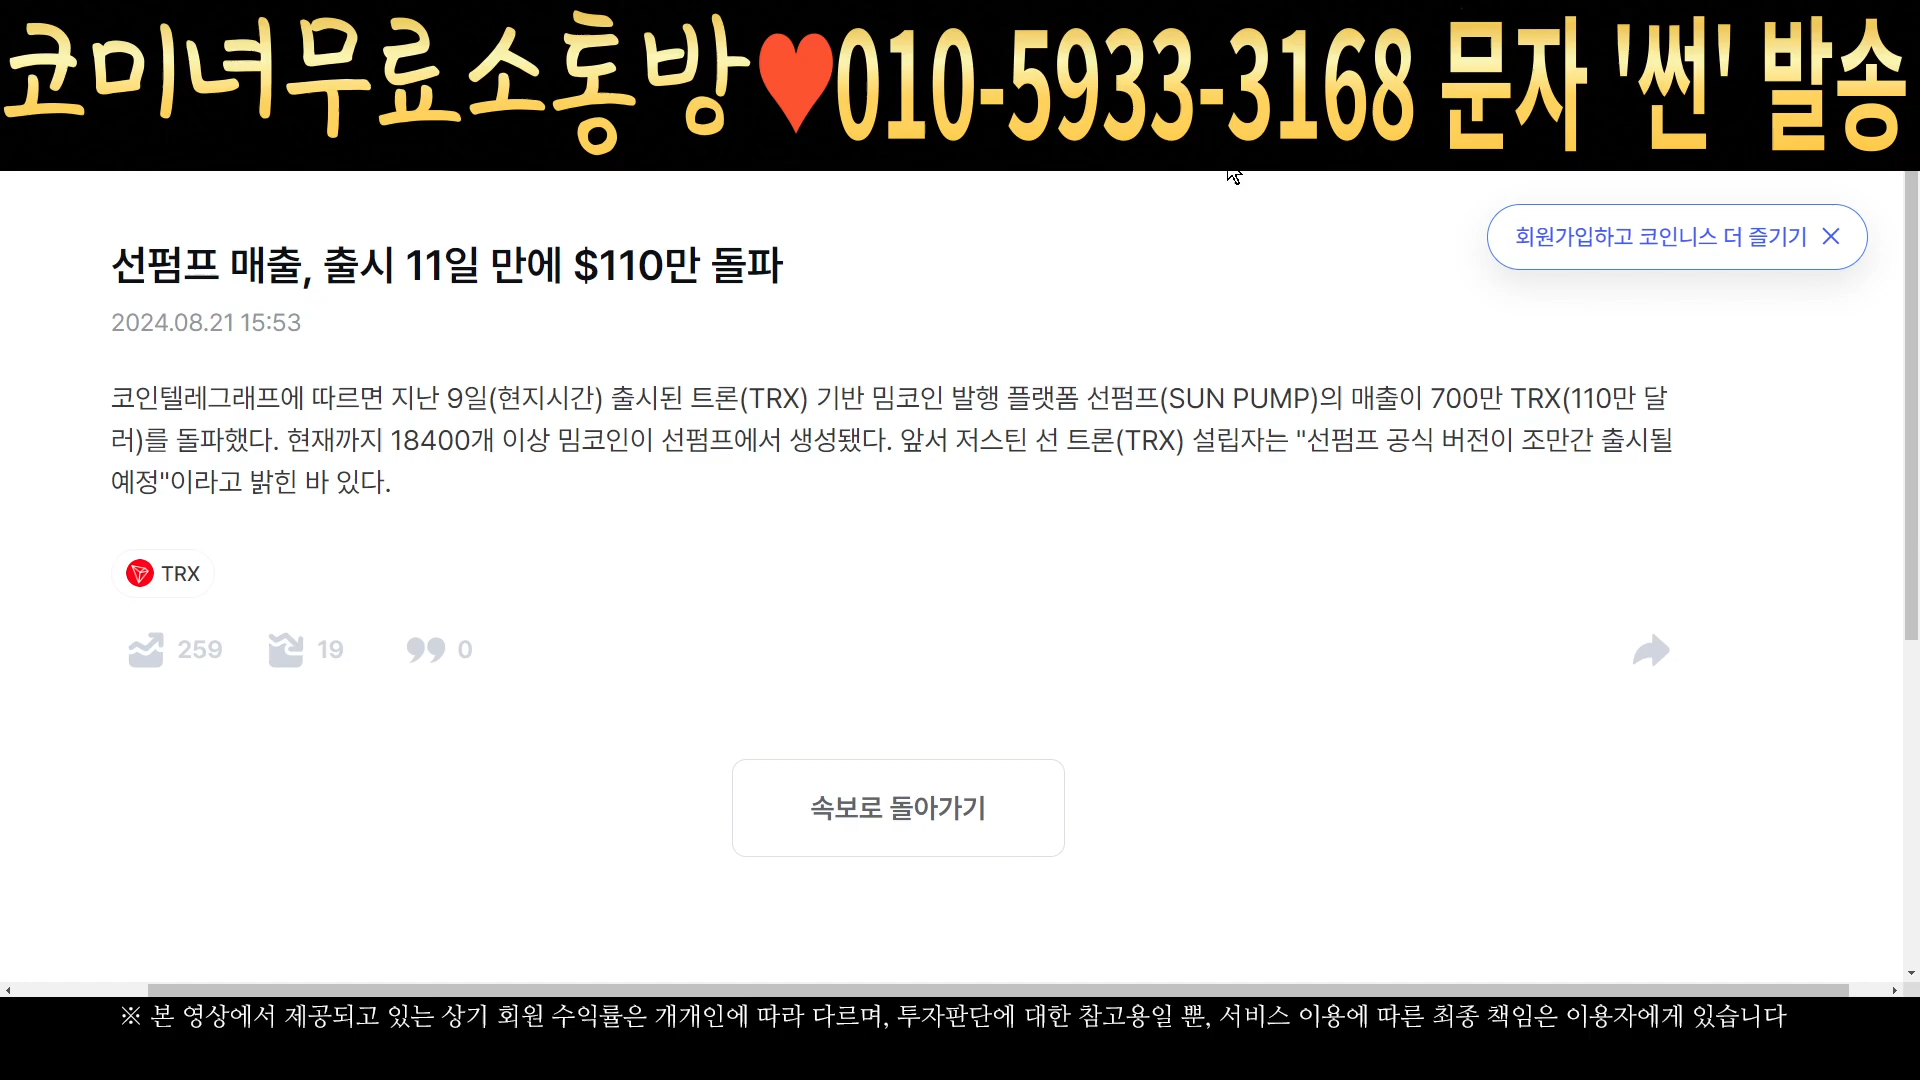 코미녀무료소통방♥010-5933-3168 문자 '썬' 발송
회원가입하고 코인니스 더 즐기기
선펌프 매출, 출시 11일 만에 $110만 돌파
2024.08.21 15:53
코인텔레그래프에 따르면 지난 9일(현지시간) 출시된 트론(TRX) 기반 밈코인 발행 플랫폼 선펌프(SUN PUMP)의 매출이 700만 TRX(110만 달
러)를 돌파했다. 현재까지 18400개 이상 밈코인이 선펌프에서 생성됐다. 앞서 저스틴 선 트론(TRX) 설립자는 "선펌프 공식 버전이 조만간 출시될
예정"이라고 밝힌 바 있다.
TRX
259 19 0
속보로 돌아가기
※ 본 영상에서 제공되고 있는 상기 회원 수익률은 개개인에 따라 다르며, 투자판단에 대한 참고용일 뿐, 서비스 이용에 따른 최종 책임은 이용자에게 있습니다